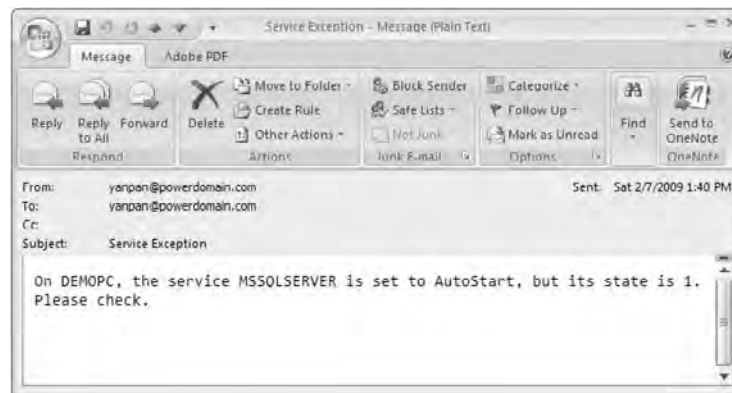 Service Exception - Message (Plain Text)
Message Adobe PDF
Reply
Reply to All
Forward
Respond
Delete
Move to Folder
Create Rule
Other Actions
Actions
Block Sender
Safe Lists
Not Junk
Junk E-mail
Categorize
Follow Up
Mark as Unread
Options
Find
Send to OneNote
OneNote
From: yanpan@powerdomain.com Sent: Sat 2/7/2009 1:40 PM
To: yanpan@powerdomain.com
Cc:
Subject: Service Exception
On DEMOPC, the service MSSQLSERVER is set to AutoStart, but its state is 1.
Please check.